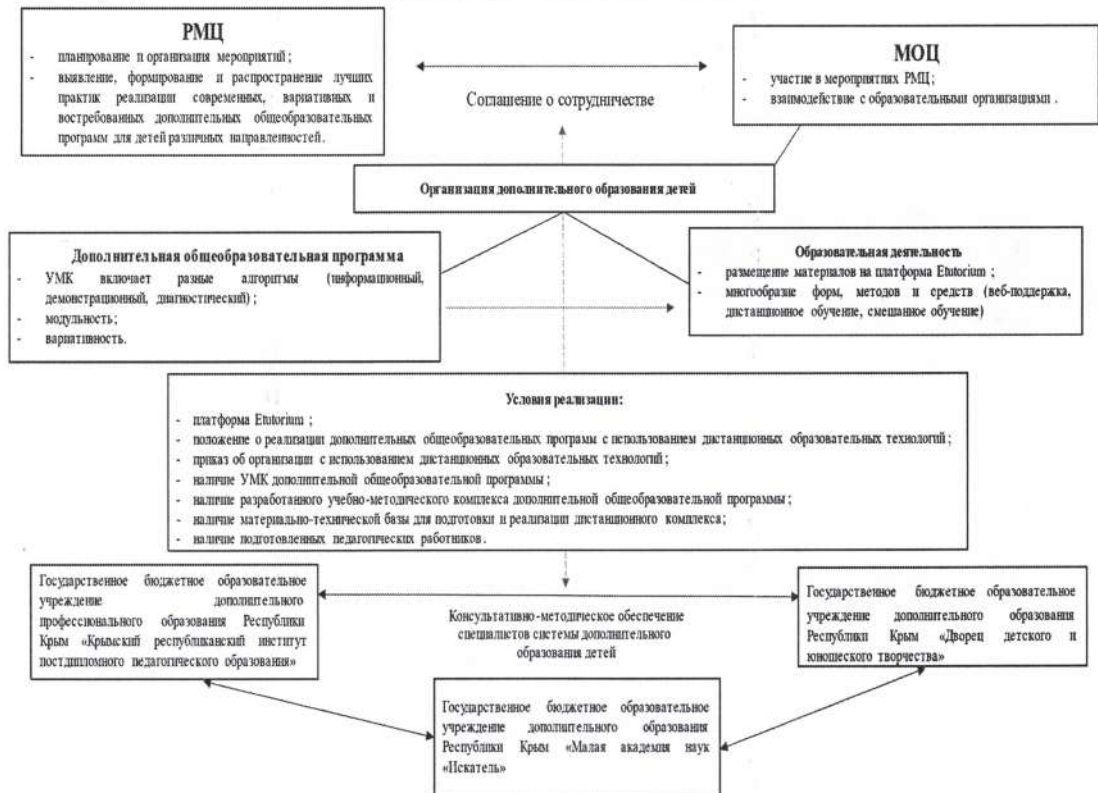 РМЦ
- планирование и организация мероприятий;
- выявление, формирование и распространение лучших
практик реализации современных, вариативных и
востребованных дополнительных общеобразовательных
программ для детей различных направленностей.
Соглашение о сотрудничестве
МОЦ
- участие в мероприятиях РМЦ;
- взаимодействие с образовательными организациями.
Организация дополнительного образования детей
Дополнительная общеобразовательная программа
- УМК включает разные алгоритмы (информационный,
демонстрационный, диагностический);
- модульность;
- вариативность.
Образовательная деятельность
- размещение материалов на платформа Etutorium;
- многообразие форм, методов и средств (веб-поддержка,
дистанционное обучение, смешанное обучение)
Условия реализации:
- платформа Etutorium;
- положение о реализации дополнительных общеобразовательных программ с использованием дистанционных образовательных технологий;
- приказ об организации с использованием дистанционных образовательных технологий;
- наличие УМК дополнительной общеобразовательной программы;
- наличие разработанного учебно-методического комплекса дополнительной общеобразовательной программы;
- наличие материально-технической базы для подготовки и реализации дистанционного комплекса;
- наличие подготовленных педагогических работников.
Государственное бюджетное образовательное
учреждение дополнительного
профессионального образования Республики
Крым «Крымский республиканский институт
постдипломного педагогического образования»
Консультативно-методическое обеспечение
специалистов системы дополнительного
образования детей
Государственное бюджетное образовательное
учреждение дополнительного образования
Республики Крым «Дворец детского и
юношеского творчества»
Государственное бюджетное образовательное
учреждение дополнительного образования
Республики Крым «Малая академия наук
«Искатель»